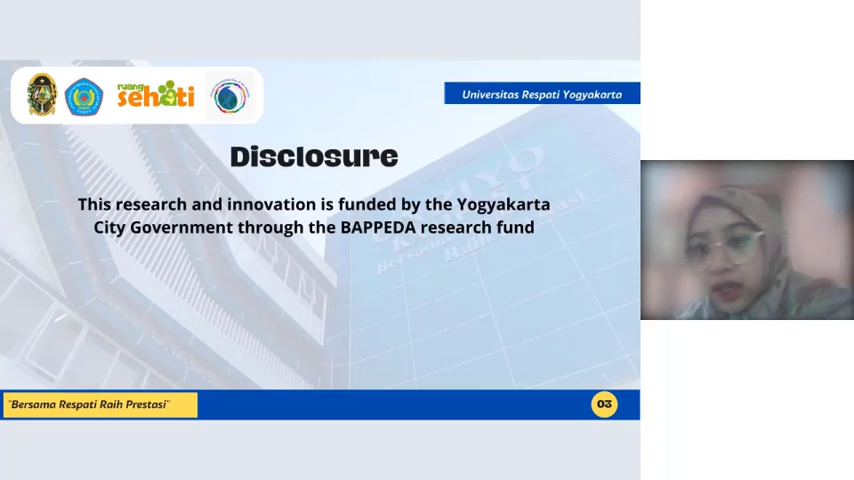 ruang
sehati
Universitas Respati Yogyakarta
Disclosure
This research and innovation is funded by the Yogyakarta
City Government through the BAPPEDA research fund
"Bersama Respati Raih Prestasi"
03